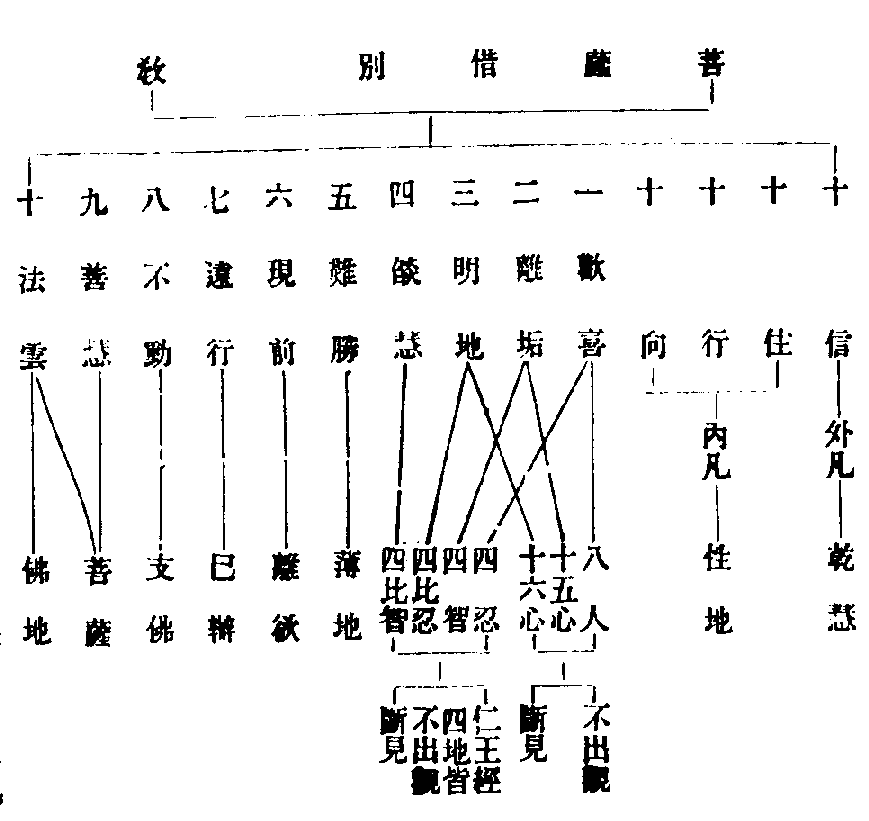 菩薩借別教
十信
十住
十行
十向
一歡喜
二離垢
三明地
四燄慧
五難勝
六現前
七遠行
八不動
九善慧
十法雲
外凡
內凡
乾慧
性地
八人
十五心
十六心
四忍
四智
四比忍
四比智
薄地
離欲
已辦
支佛
菩薩
佛地
不出觀
斷見
仁王經
四地皆
不出觀
斷見